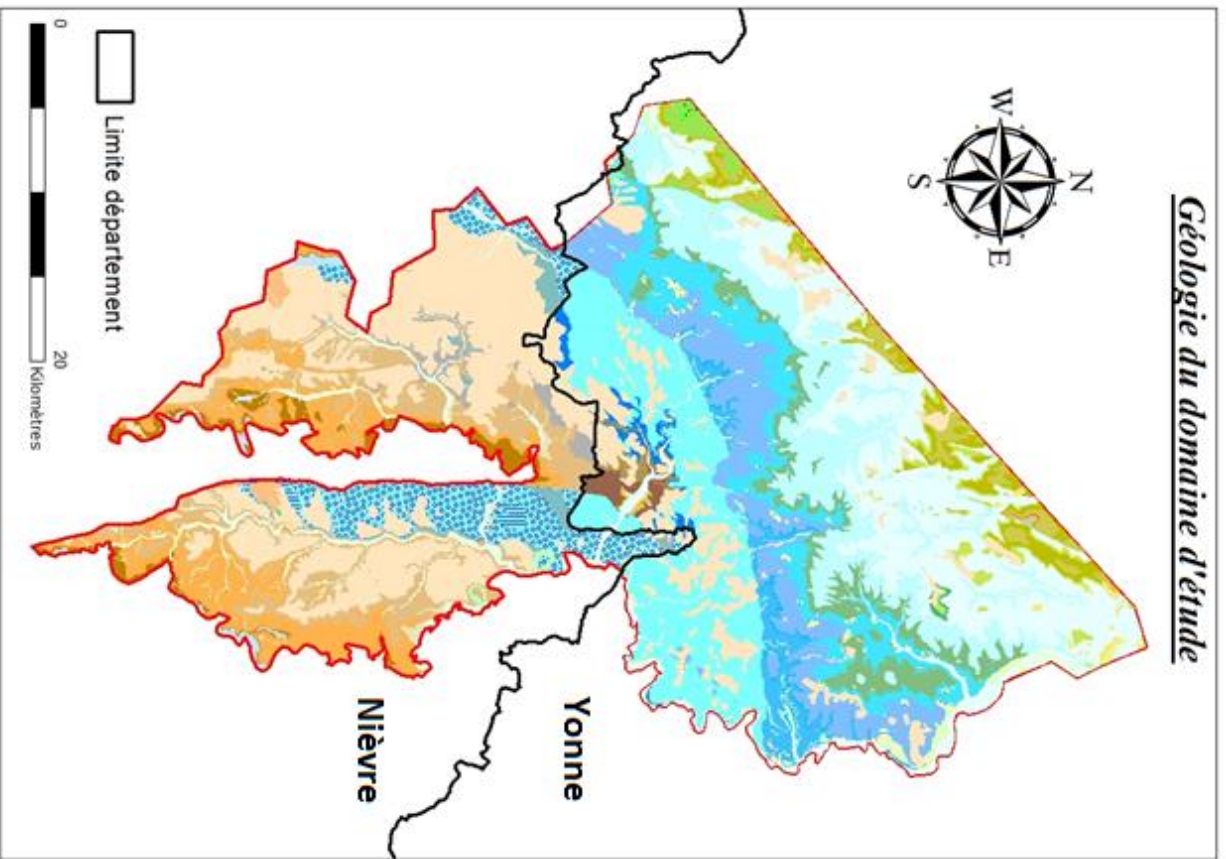 Géologie du domaine d'étude
N
W
E
S
Yonne
Nièvre
Limite département
0
20
Kilomètres